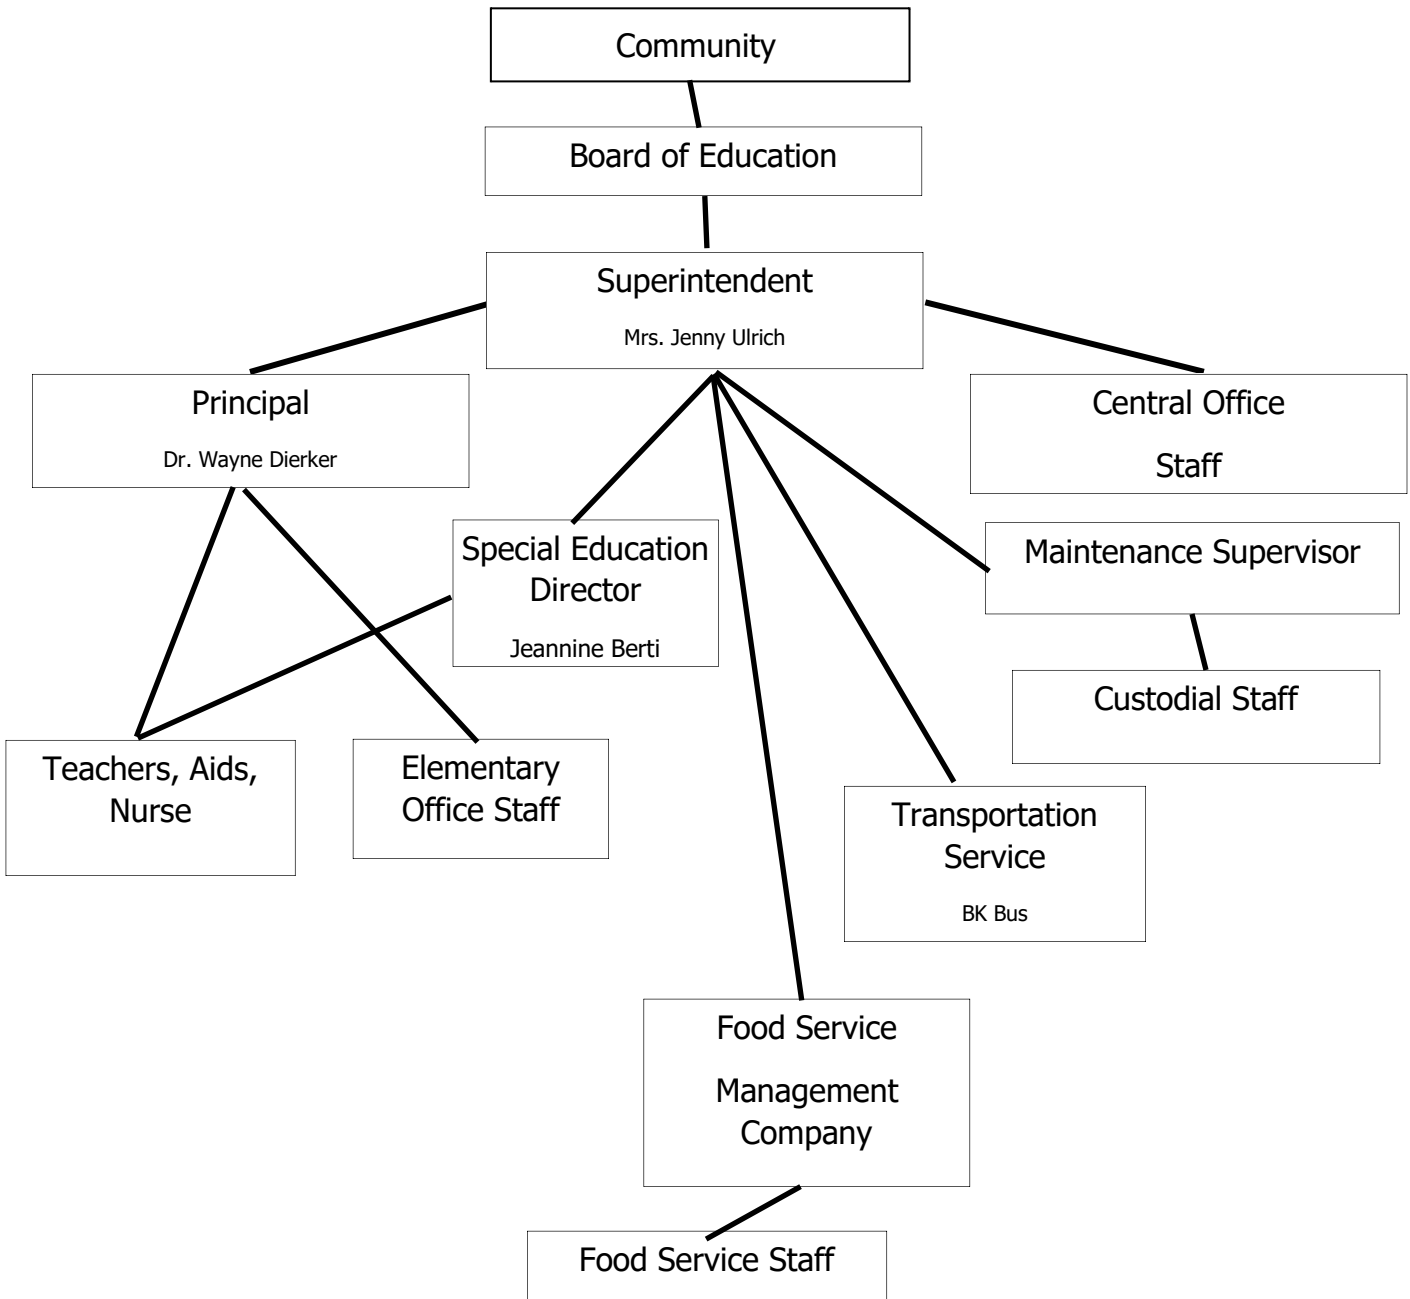 Community
Board of Education
Superintendent
Mrs. Jenny Ulrich
Principal
Dr. Wayne Dierker
Central Office
Staff
Special Education
Director
Jeannine Berti
Maintenance Supervisor
Custodial Staff
Teachers, Aids,
Nurse
Elementary
Office Staff
Transportation
Service
BK Bus
Food Service
Management
Company
Food Service Staff